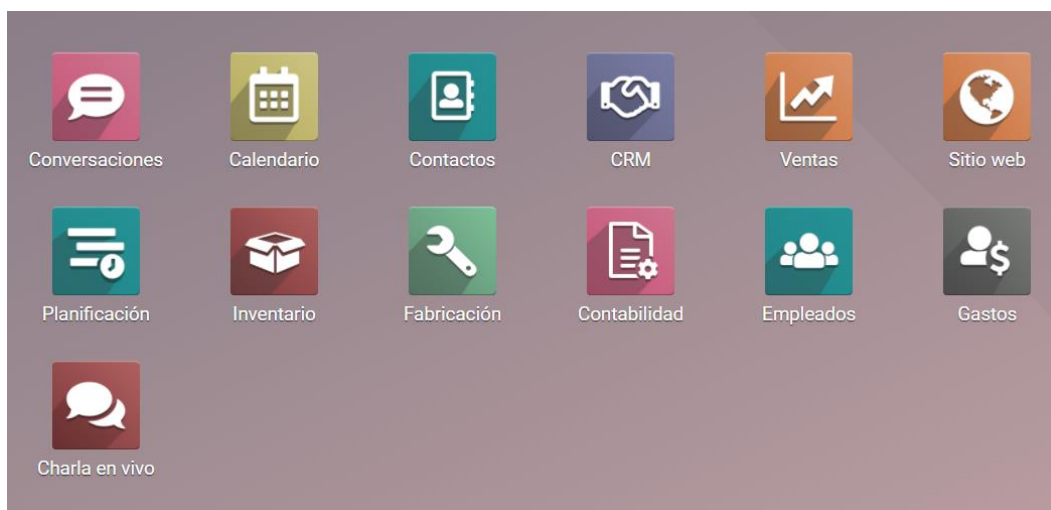 Conversaciones
Calendario
Contactos
CRM
Ventas
Sitio web
Planificación
Inventario
Fabricación
Contabilidad
Empleados
Gastos
Charla en vivo